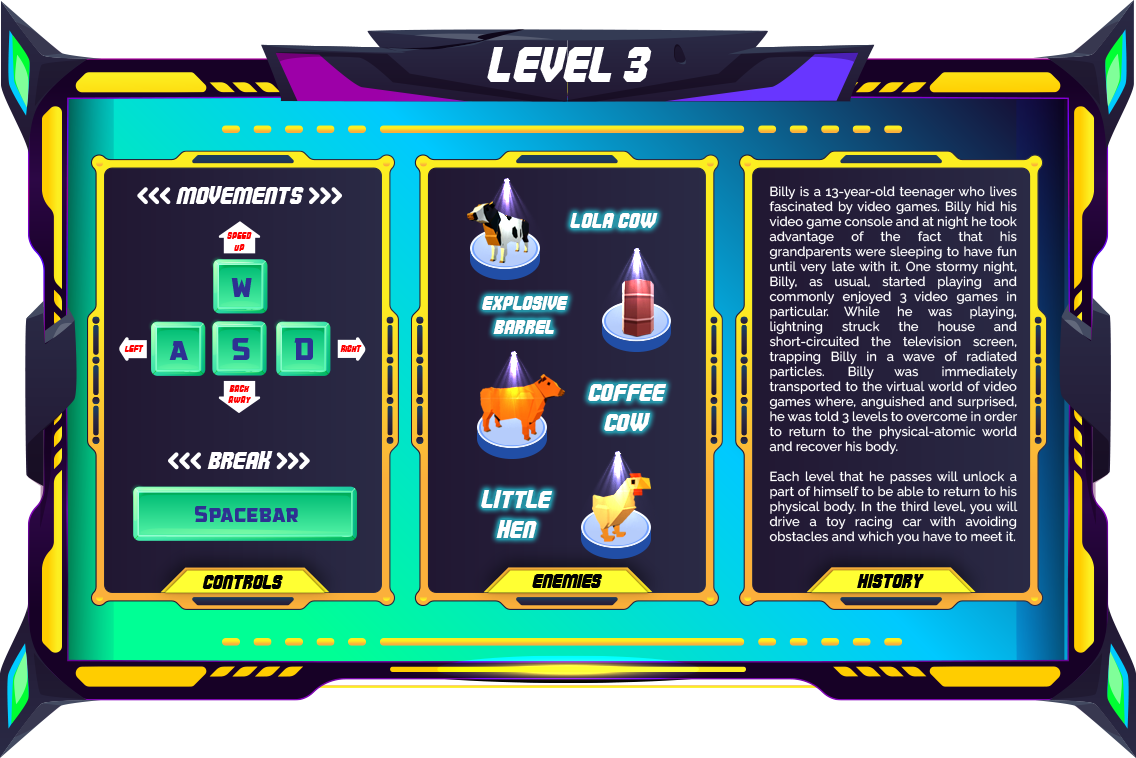 LEVEL 3
<<< MOVEMENTS >>>
SPEED
UP
W
LEFT
A
S
D
RIGHT
BACK
AWAY
<<< BREAK >>>
SPACEBAR
CONTROLS
LOLA COW
EXPLOSIVE
BARREL
COFFEE
COW
LITTLE
HEN
ENEMIES
Billy is a 13-year-old teenager who lives
fascinated by video games. Billy hid his
video game console and at night he took
advantage of the fact that his
grandparents were sleeping to have fun
until very late with it. One stormy night,
Billy, as usual, started playing and
commonly enjoyed 3 video games in
particular. While he was playing,
lightning struck the house and
short-circuited the television screen,
trapping Billy in a wave of radiated
particles. Billy was immediately
transported to the virtual world of video
games where, anguished and surprised,
he was told 3 levels to overcome in order
to return to the physical-atomic world
and recover his body.
Each level that he passes will unlock a
part of himself to be able to return to his
physical body. In the third level, you will
drive a toy racing car with avoiding
obstacles and which you have to meet it.
HISTORY